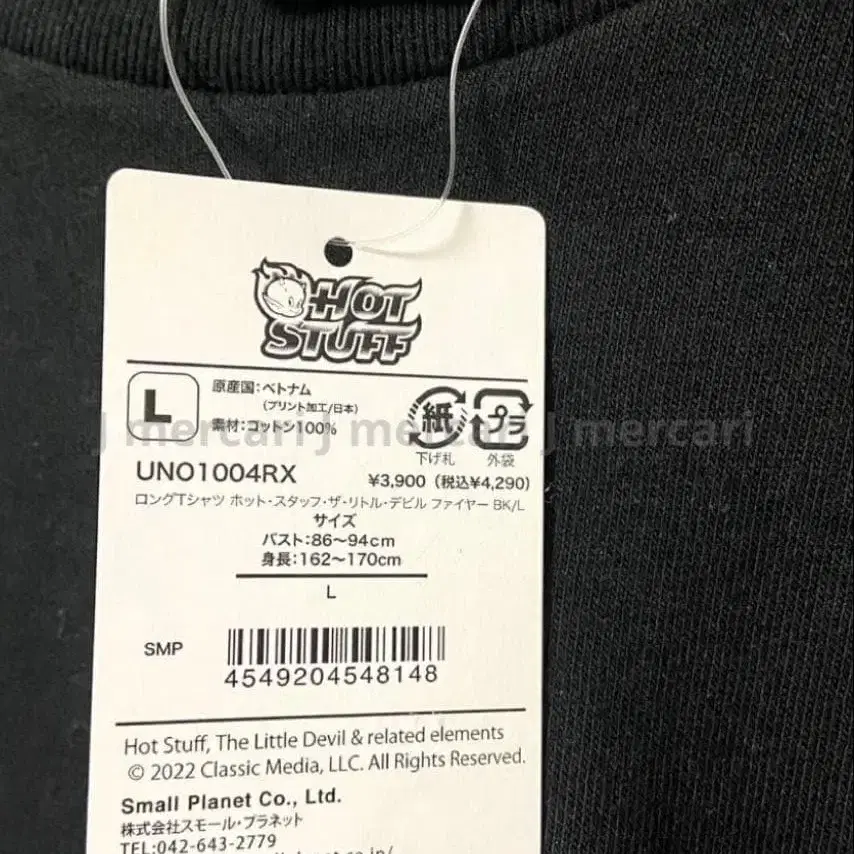 HOT
STUFF
L
原産国:ベトナム
(プリント加工/日本)
素材:コットン100%
紙
プラ
下げ札
外袋
J mercari J mercari J mercari
UNO1004RX
¥3,900 (税込¥4,290)
ロングTシャツ ホット・スタッフ・ザ・リトル・デビル ファイヤー BK/L
サイズ
バスト:86〜94cm
身長:162〜170cm
L
SMP
4549204548148
Hot Stuff, The Little Devil & related elements
© 2022 Classic Media, LLC. All Rights Reserved.
Small Planet Co., Ltd.
株式会社スモール・プラネット
TEL:042-643-2779